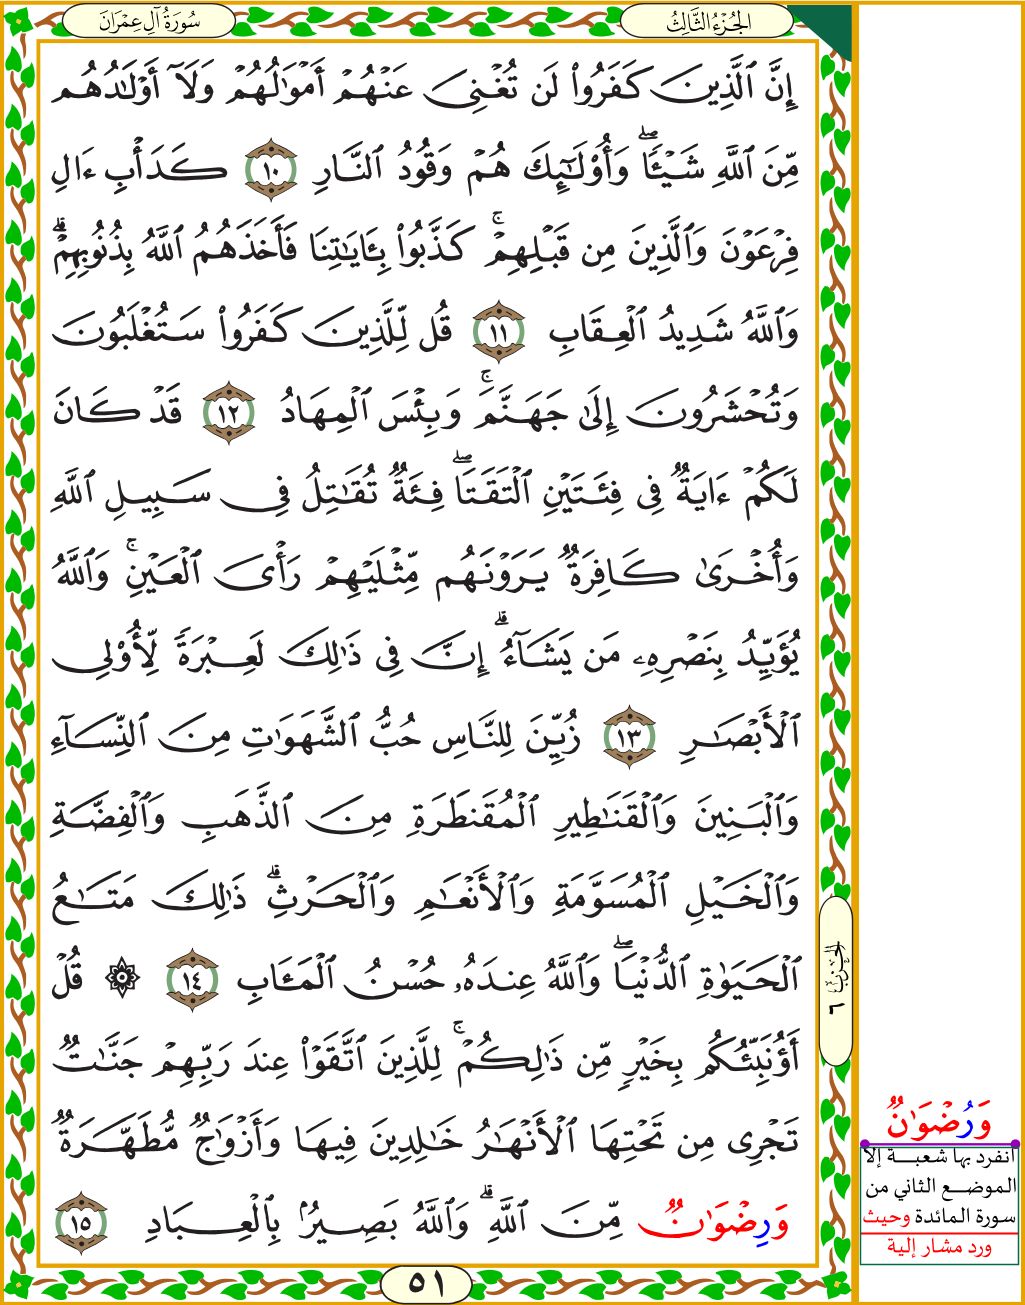 سُورَةُ آلِ عِمْرَانَ
الجُزْءُ الثَّالِثُ
إِنَّ ٱلَّذِينَ كَفَرُوا۟ لَن تُغْنِىَ عَنْهُمْ أَمْوَٰلُهُمْ وَلَآ أَوْلَٰدُهُم
مِّنَ ٱللَّهِ شَيْـًٔا ۖ وَأُو۟لَٰٓئِكَ هُمْ وَقُودُ ٱلنَّارِ ١٠ كَدَأْبِ ءَالِ
فِرْعَوْنَ وَٱلَّذِينَ مِن قَبْلِهِمْ ۚ كَذَّبُوا۟ بِـَٔايَٰتِنَا فَأَخَذَهُمُ ٱللَّهُ بِذُنُوبِهِمْ ۗ
وَٱللَّهُ شَدِيدُ ٱلْعِقَابِ ١١ قُل لِّلَّذِينَ كَفَرُوا۟ سَتُغْلَبُونَ
وَتُحْشَرُونَ إِلَىٰ جَهَنَّمَ ۚ وَبِئْسَ ٱلْمِهَادُ ١٢ قَدْ كَانَ
لَكُمْ ءَايَةٌ فِى فِئَتَيْنِ ٱلْتَقَتَا ۖ فِئَةٌ تُقَٰتِلُ فِى سَبِيلِ ٱللَّهِ
وَأُخْرَىٰ كَافِرَةٌ يَرَوْنَهُم مِّثْلَيْهِمْ رَأْىَ ٱلْعَيْنِ ۚ وَٱللَّهُ
يُؤَيِّدُ بِنَصْرِهِۦ مَن يَشَآءُ ۗ إِنَّ فِى ذَٰلِكَ لَعِبْرَةً لِّأُو۟لِى
ٱلْأَبْصَٰرِ ١٣ زُيِّنَ لِلنَّاسِ حُبُّ ٱلشَّهَوَٰتِ مِنَ ٱلنِّسَآءِ
وَٱلْبَنِينَ وَٱلْقَنَٰطِيرِ ٱلْمُقَنطَرَةِ مِنَ ٱلذَّهَبِ وَٱلْفِضَّةِ
وَٱلْخَيْلِ ٱلْمُسَوَّمَةِ وَٱلْأَنْعَٰمِ وَٱلْحَرْثِ ۗ ذَٰلِكَ مَتَٰعُ
ٱلْحَيَوٰةِ ٱلدُّنْيَا ۖ وَٱللَّهُ عِندَهُۥ حُسْنُ ٱلْمَـَٔابِ ١٤ ۞ قُلْ
أَؤُنَبِّئُكُم بِخَيْرٍ مِّن ذَٰلِكُمْ ۚ لِلَّذِينَ ٱتَّقَوْا۟ عِندَ رَبِّهِمْ جَنَّٰتٌ
تَجْرِى مِن تَحْتِهَا ٱلْأَنْهَٰرُ خَٰلِدِينَ فِيهَا وَأَزْوَٰجٌ مُّطَهَّرَةٌ
وَرِضْوَٰنٌ مِّنَ ٱللَّهِ ۗ وَٱللَّهُ بَصِيرٌۢ بِٱلْعِبَادِ ١٥
٥١
الحزب ٦
وَرُضْوَٰنٌ
انفرد بها شعبة إلا
الموضع الثاني من
سورة المائدة وحيث
ورد مشار إلية